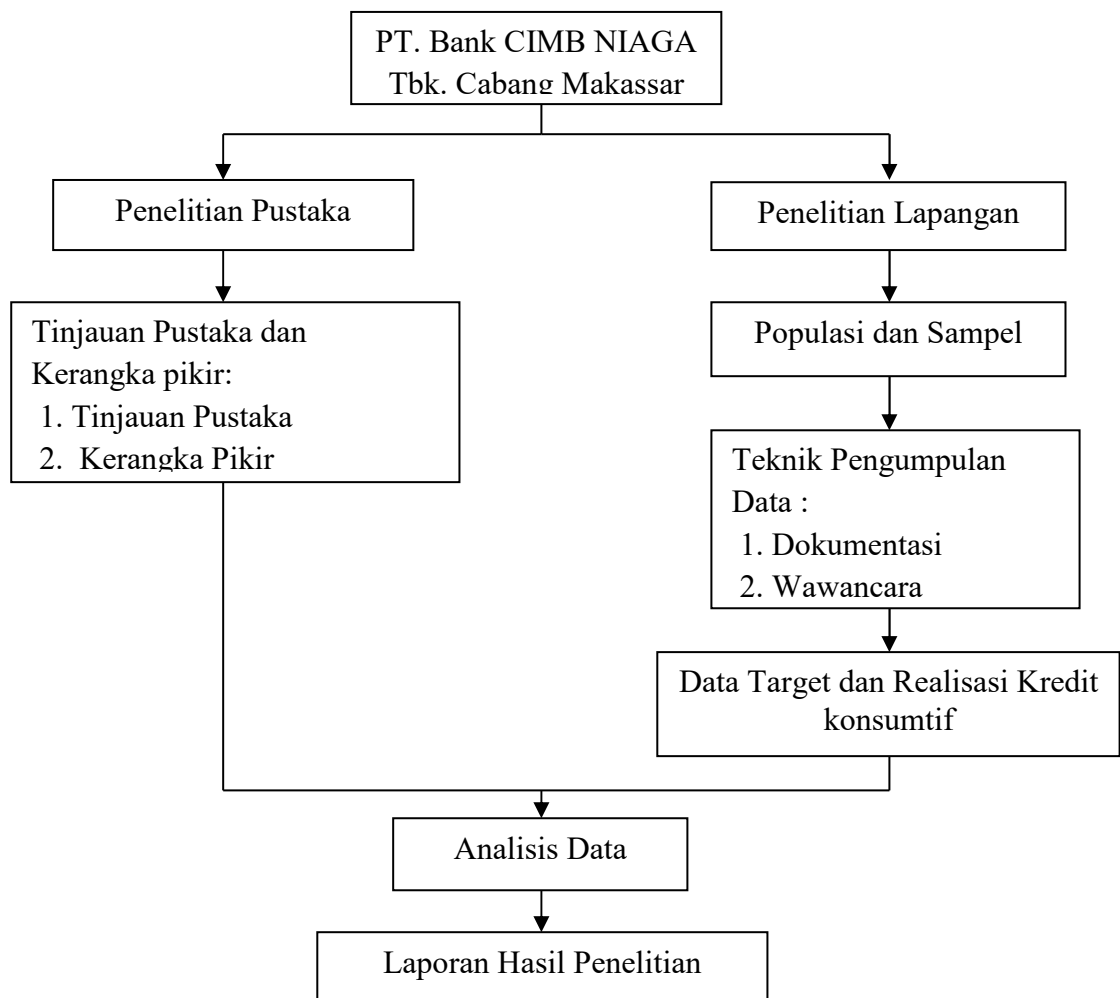 PT. Bank CIMB NIAGA
Tbk. Cabang Makassar
Penelitian Pustaka
Penelitian Lapangan
Tinjauan Pustaka dan
Kerangka pikir:
1. Tinjauan Pustaka
2. Kerangka Pikir
Populasi dan Sampel
Teknik Pengumpulan
Data :
1. Dokumentasi
2. Wawancara
Data Target dan Realisasi Kredit
konsumtif
Analisis Data
Laporan Hasil Penelitian